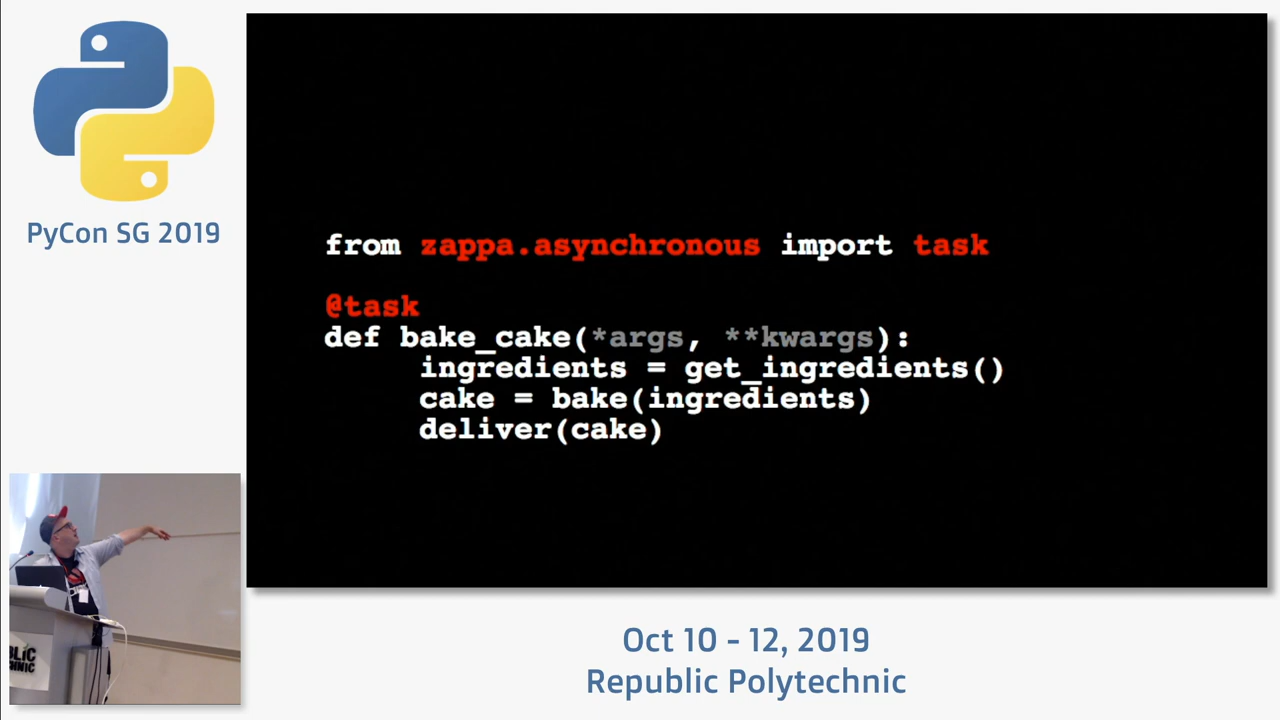 PyCon SG 2019
from zappa.asynchronous import task
@task
def bake_cake(*args, **kwargs):
ingredients = get_ingredients()
cake = bake(ingredients)
deliver(cake)
Oct 10 - 12, 2019
Republic Polytechnic